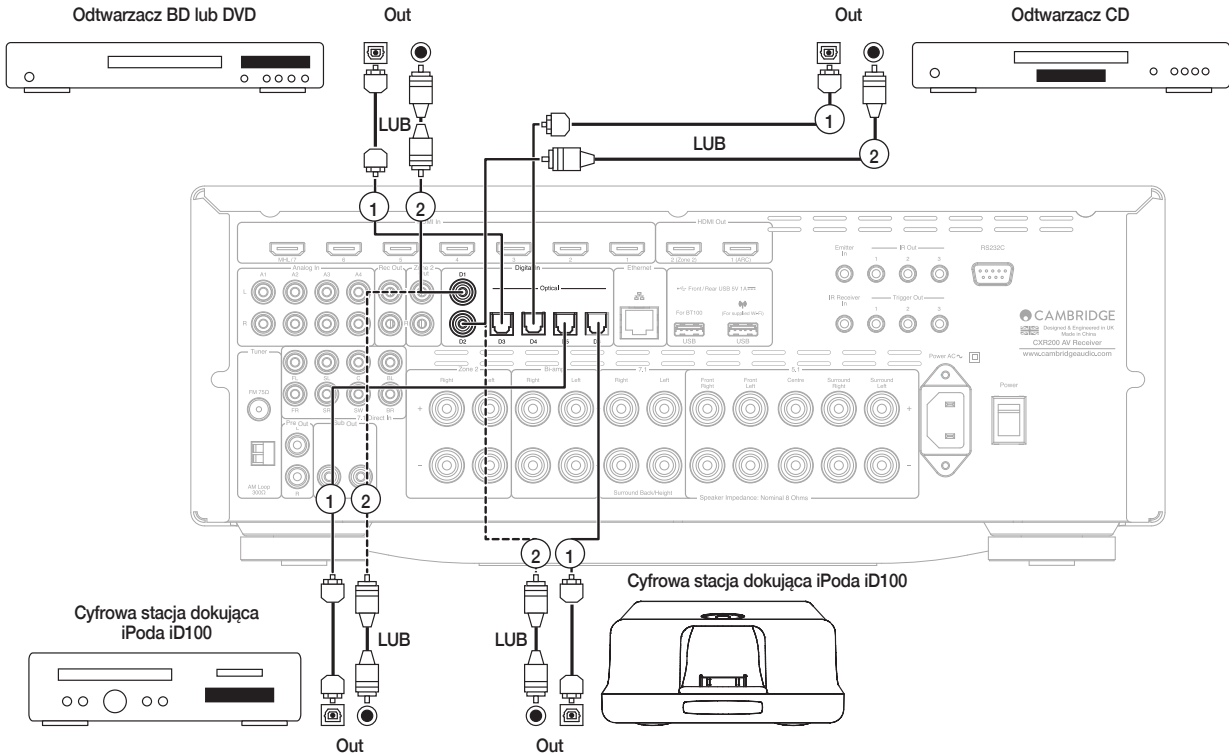 Odtwarzacz BD lub DVD
Out
Out
Odtwarzacz CD
LUB
1
LUB
2
1
2
HDMI Out
MHL/7
6
5
4
3
2
1
2 (Zone 2)
1 (ARC)
Analog In
Rec Out
Zone 2
Digital In
Ethernet
A1
A2
A3
A4
D1
Optical
Front / Rear USB 5V 1A
For BT100
(For supplied Wi-Fi)
L
R
D2
D3
D4
USB
USB
Emitter
In
IR Out
1
2
3
RS232C
IR Receiver
In
Trigger Out
1
2
3
CAMBRIDGE
Designed & Engineered in UK
Made in China
CXR200 AV Receiver
www.cambridgeaudio.com
Tuner
FM 75Ω
AM Loop
300Ω
FL
SL
C
BL
FR
SR
SW
BR
7.1 Direct In
Pre Out
L
R
Sub Out
Zone 2
Bi-amp
7.1
5.1
Right
Left
Right
Left
Right
Left
Front
Right
Front
Left
Centre
Surround
Right
Surround
Left
+
+
-
-
Surround Back/Height
Speaker Impedance: Nominal 8 Ohms
Power AC
Power
1
2
2
1
Cyfrowa stacja dokująca
iPoda iD100
Cyfrowa stacja dokująca iPoda iD100
LUB
LUB
Out
Out